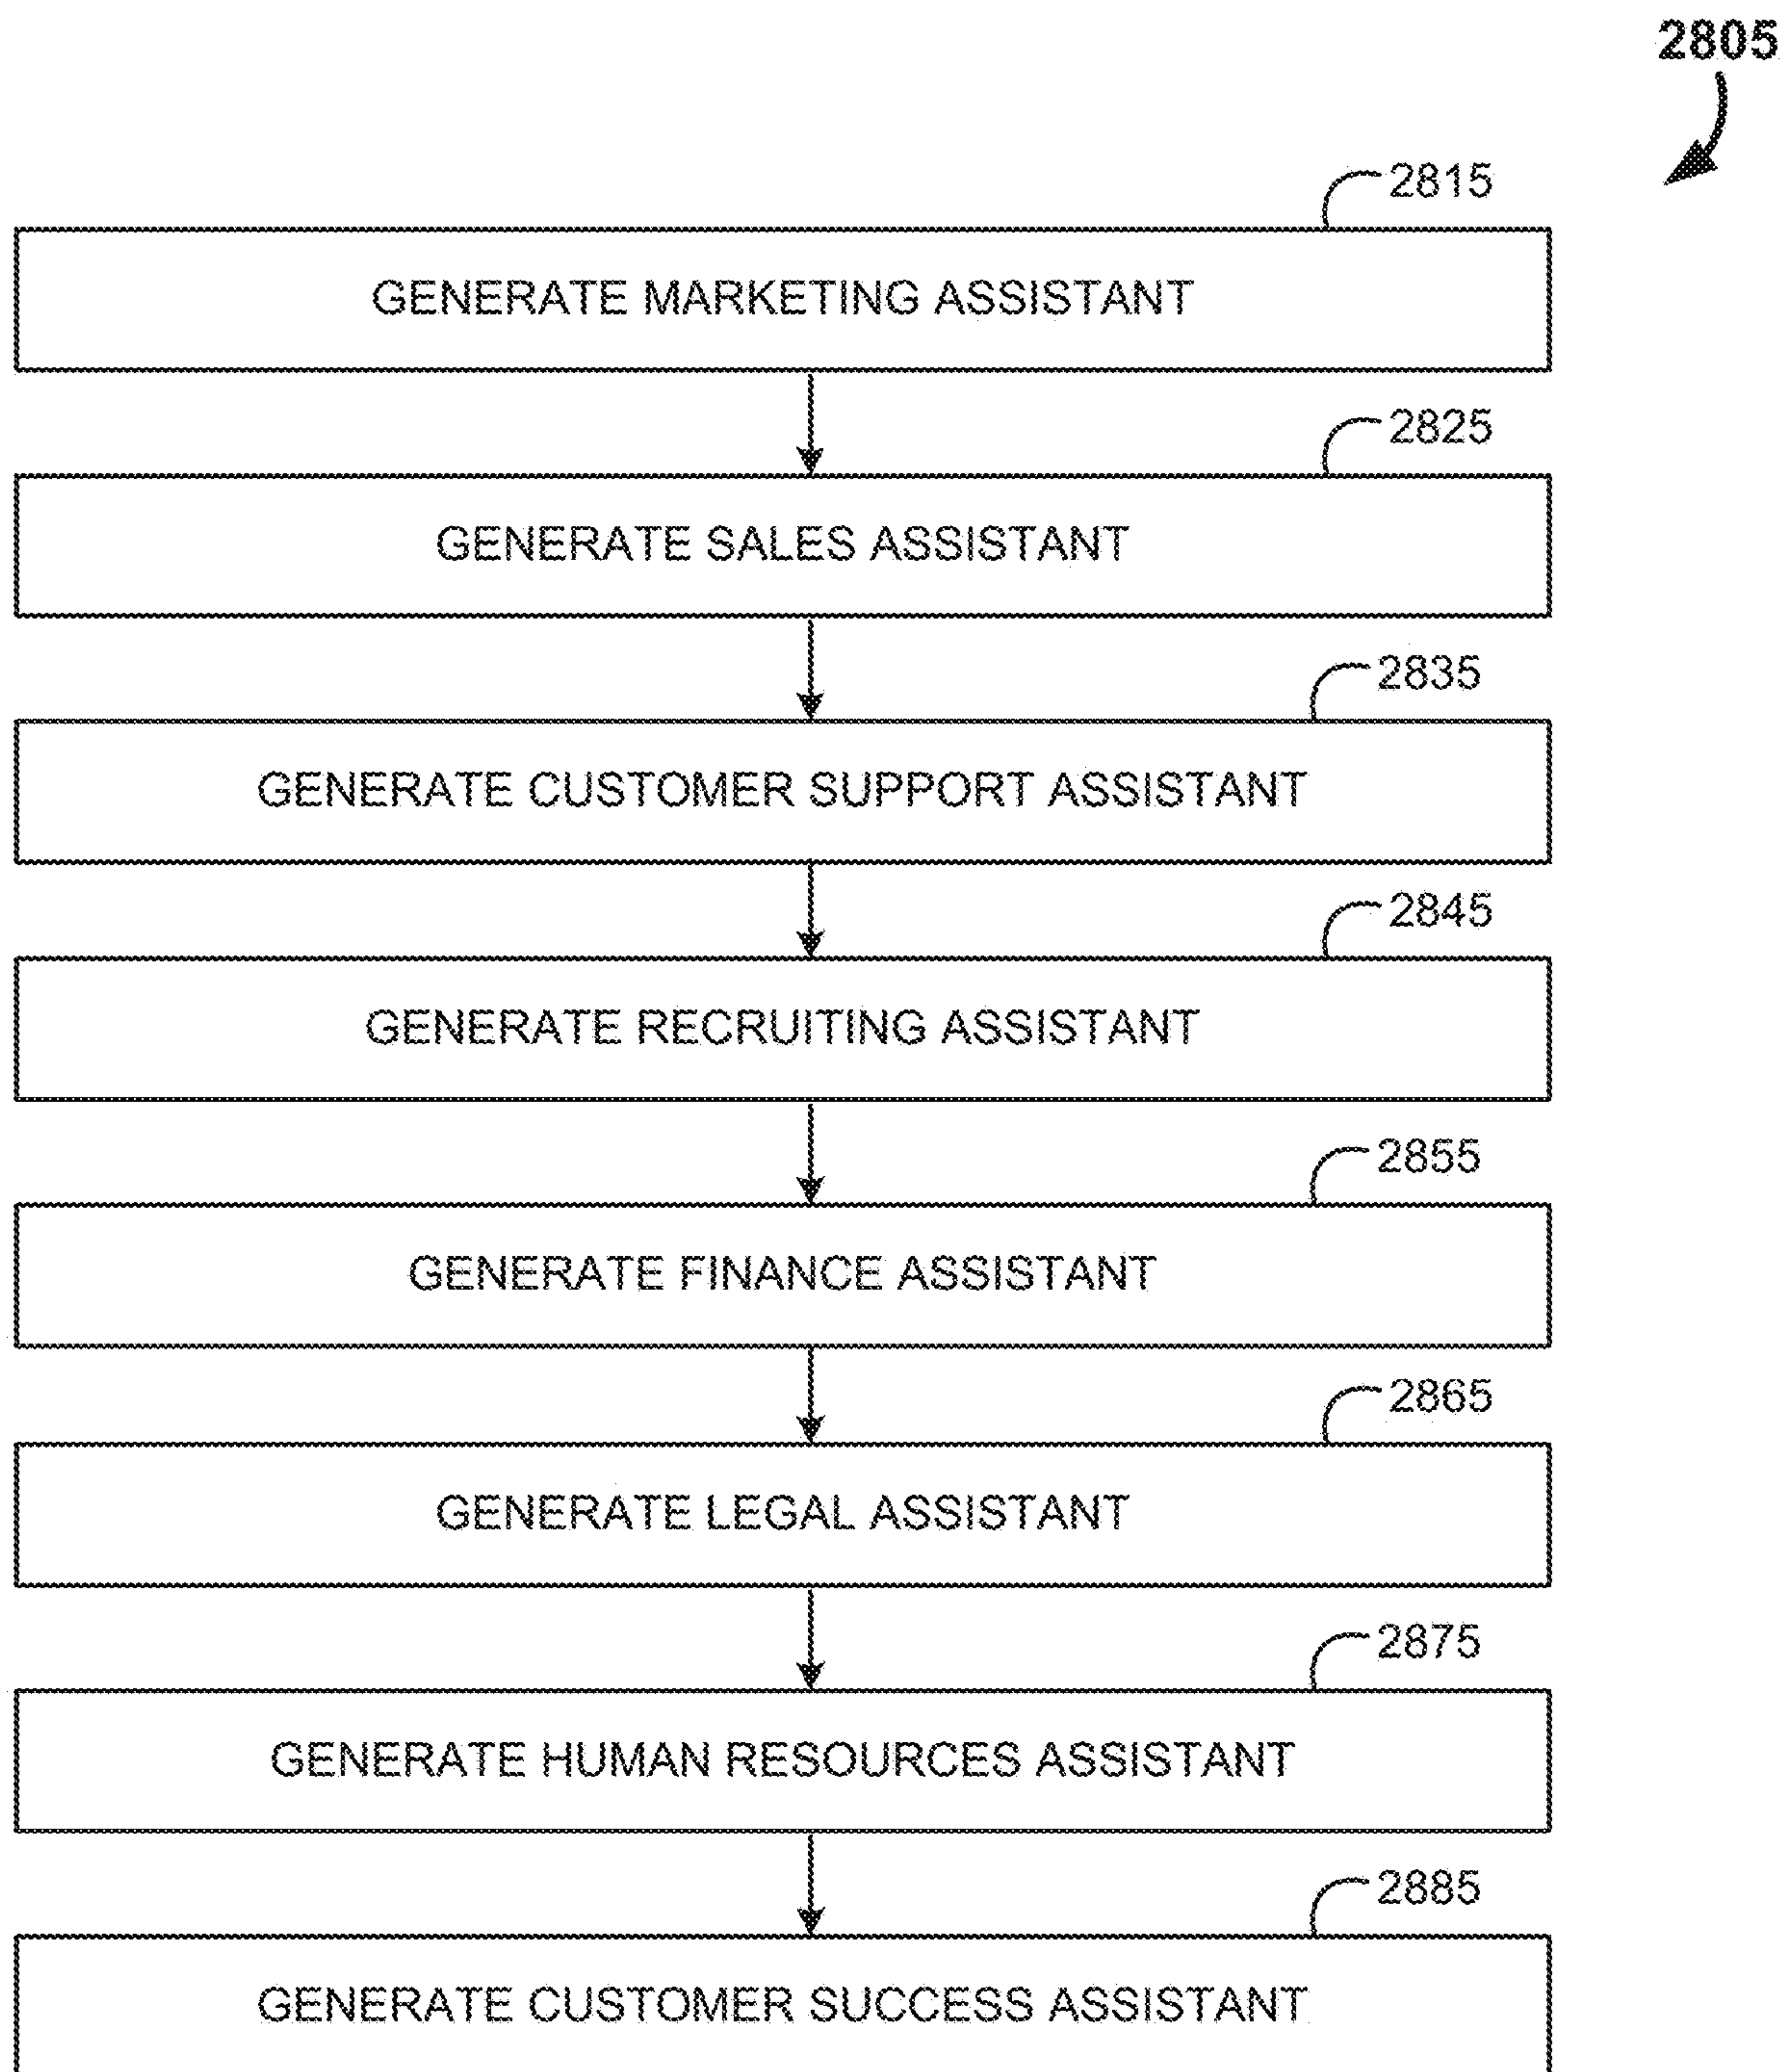 2805
2815
GENERATE MARKETING ASSISTANT
2825
GENERATE SALES ASSISTANT
2835
GENERATE CUSTOMER SUPPORT ASSISTANT
2845
GENERATE RECRUITING ASSISTANT
2855
GENERATE FINANCE ASSISTANT
2865
GENERATE LEGAL ASSISTANT
2875
GENERATE HUMAN RESOURCES ASSISTANT
2885
GENERATE CUSTOMER SUCCESS ASSISTANT